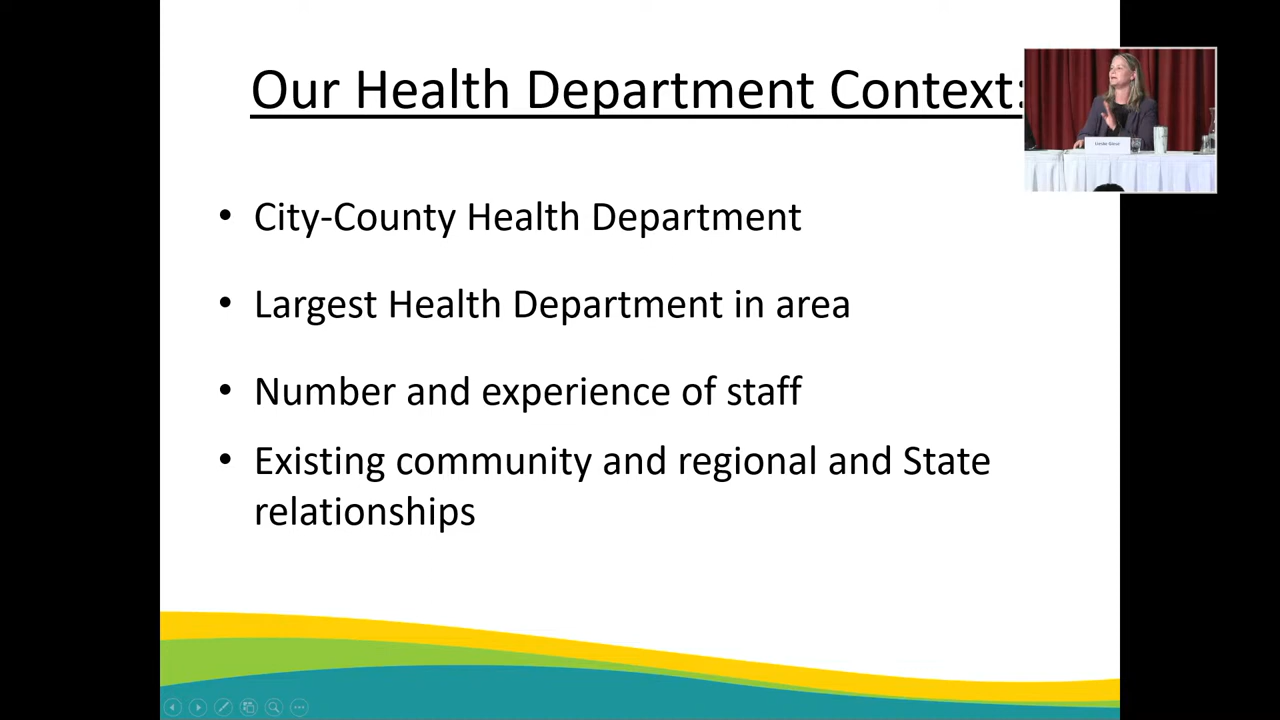 Our Health Department Context:
• City-County Health Department
• Largest Health Department in area
• Number and experience of staff
• Existing community and regional and State
relationships